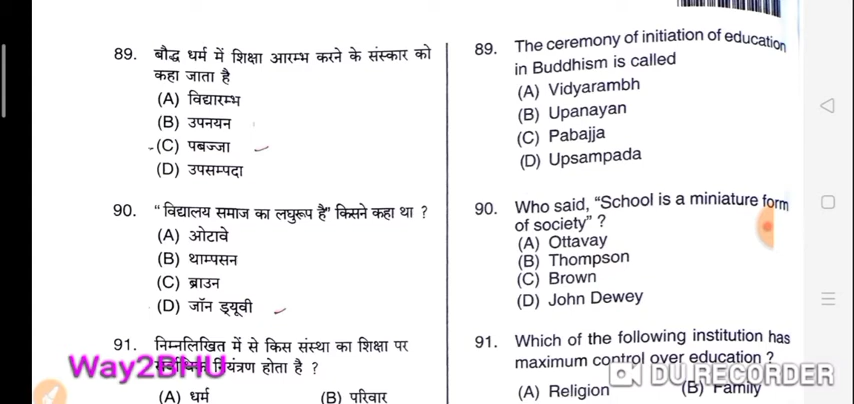 89. बौद्ध धर्म में शिक्षा आरम्भ करने के संस्कार को
कहा जाता है
(A) विद्यारम्भ
(B) उपनयन
(C) पबज्जा
(D) उपसम्पदा
90. "विद्यालय समाज का लघुरूप है" किसने कहा था ?
(A) ओटावे
(B) थाम्पसन
(C) ब्राउन
(D) जॉन ड्यूवी
91. निम्नलिखित में से किस संस्था का शिक्षा पर
नियंत्रण होता है ?
(A) धर्म (B) परिवार
89. The ceremony of initiation of education
in Buddhism is called
(A) Vidyarambh
(B) Upanayan
(C) Pabajja
(D) Upsampada
90. Who said, "School is a miniature form
of society" ?
(A) Ottavay
(B) Thompson
(C) Brown
(D) John Dewey
91. Which of the following institution has
maximum control over education ?
(A) Religion (B) Family
Way2BHU
DU RECORDER